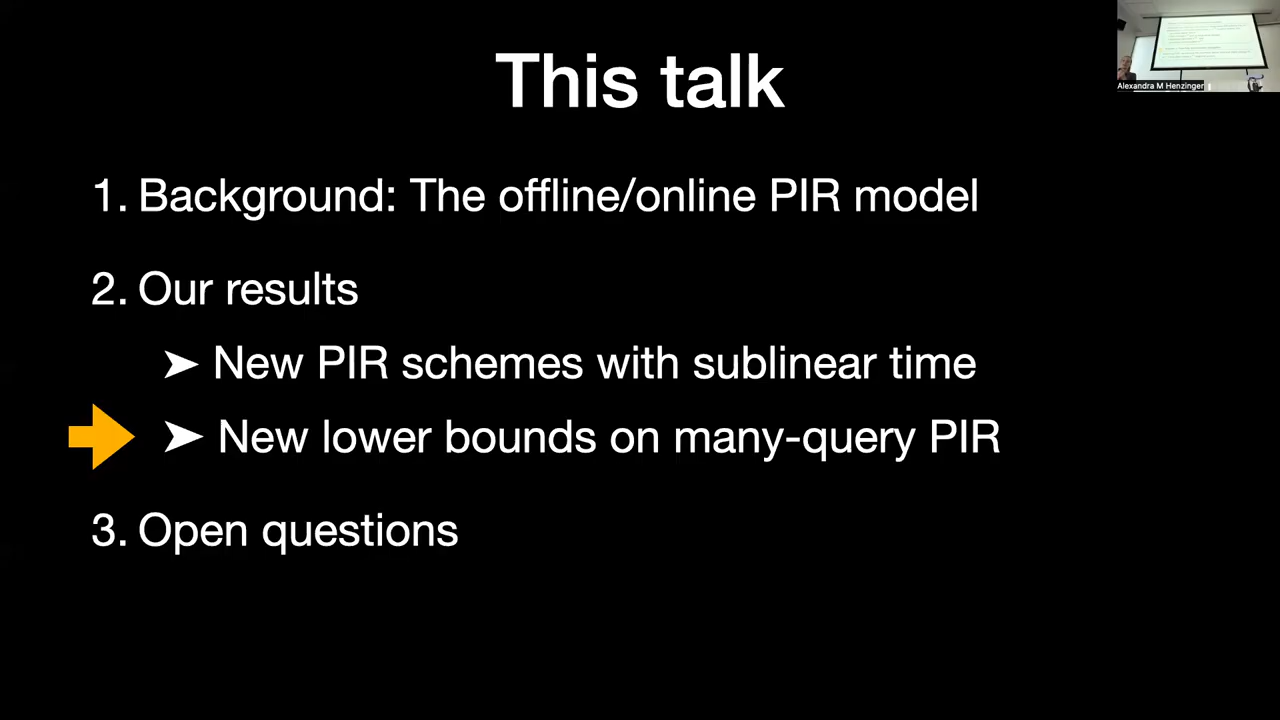 This talk
Alexandra M Henzinger
1. Background: The offline/online PIR model
2. Our results
➤ New PIR schemes with sublinear time
➤ New lower bounds on many-query PIR
3. Open questions